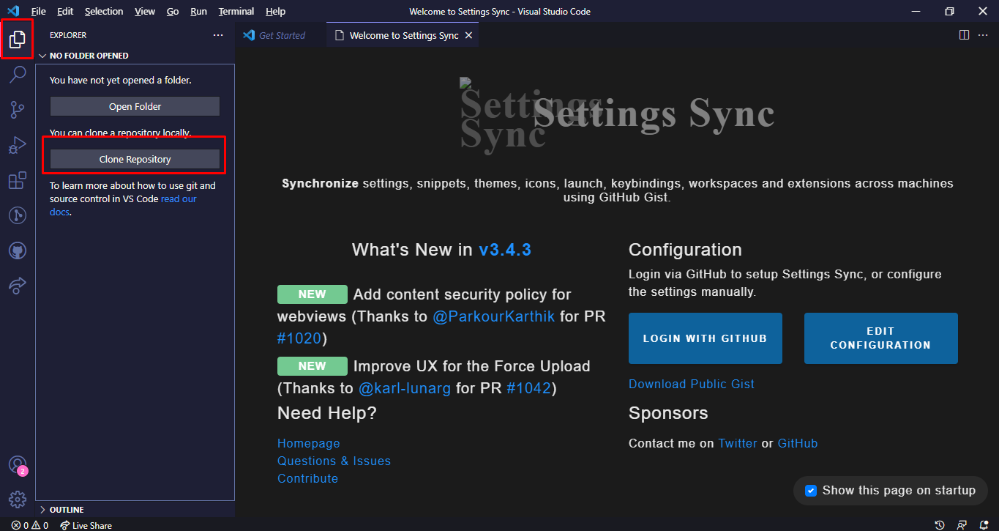 File Edit Selection View Go Run Terminal Help
Welcome to Settings Sync - Visual Studio Code
EXPLORER
NO FOLDER OPENED
You have not yet opened a folder.
Open Folder
You can clone a repository locally.
Clone Repository
To learn more about how to use git and
source control in VS Code read our
docs.
OUTLINE
Get Started
Welcome to Settings Sync
Settings
Sync
Settings Sync
Synchronize settings, snippets, themes, icons, launch, keybindings, workspaces and extensions across machines
using GitHub Gist.
What's New in v3.4.3
NEW Add content security policy for
webviews (Thanks to @ParkourKarthik for PR
#1020)
NEW Improve UX for the Force Upload
(Thanks to @karl-lunarg for PR #1042)
Need Help?
Homepage
Questions & Issues
Contribute
Configuration
Login via GitHub to setup Settings Sync, or configure
the settings manually.
LOGIN WITH GITHUB
EDIT
CONFIGURATION
Download Public Gist
Sponsors
Contact me on Twitter or GitHub
Show this page on startup
2
0 0 Live Share